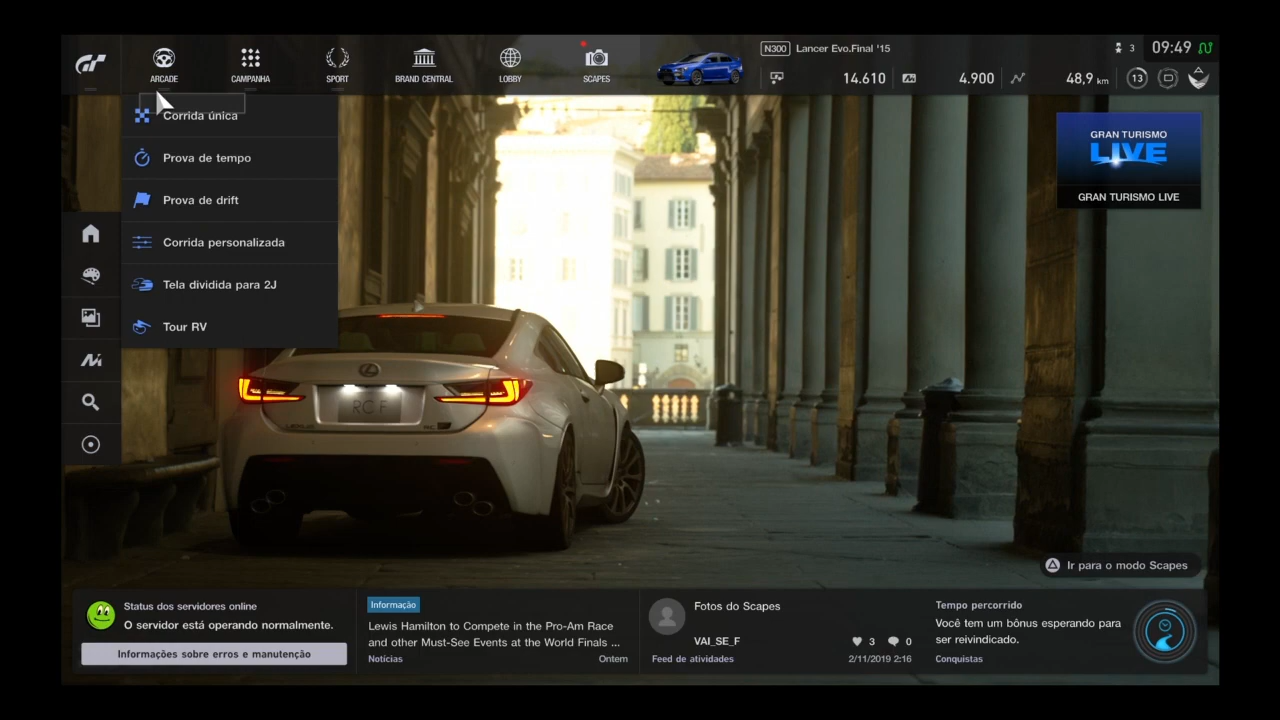 GT
ARCADE
CAMPANHA
SPORT
BRAND CENTRAL
LOBBY
SCAPES
N300 Lancer Evo.Final '15
3
09:49
14.610
4.900
48,9 km
13
Corrida única
Prova de tempo
Prova de drift
Corrida personalizada
Tela dividida para 2J
Tour RV
GRAN TURISMO
LIVE
GRAN TURISMO LIVE
RC F
LEXUS
RC F
Ir para o modo Scapes
Status dos servidores online
O servidor está operando normalmente.
Informações sobre erros e manutenção
Informação
Lewis Hamilton to Compete in the Pro-Am Race
and other Must-See Events at the World Finals ...
Notícias
Ontem
Fotos do Scapes
VAI_SE_F
3
0
Feed de atividades
2/11/2019 2:16
Tempo percorrido
Você tem um bônus esperando para
ser reivindicado.
Conquistas